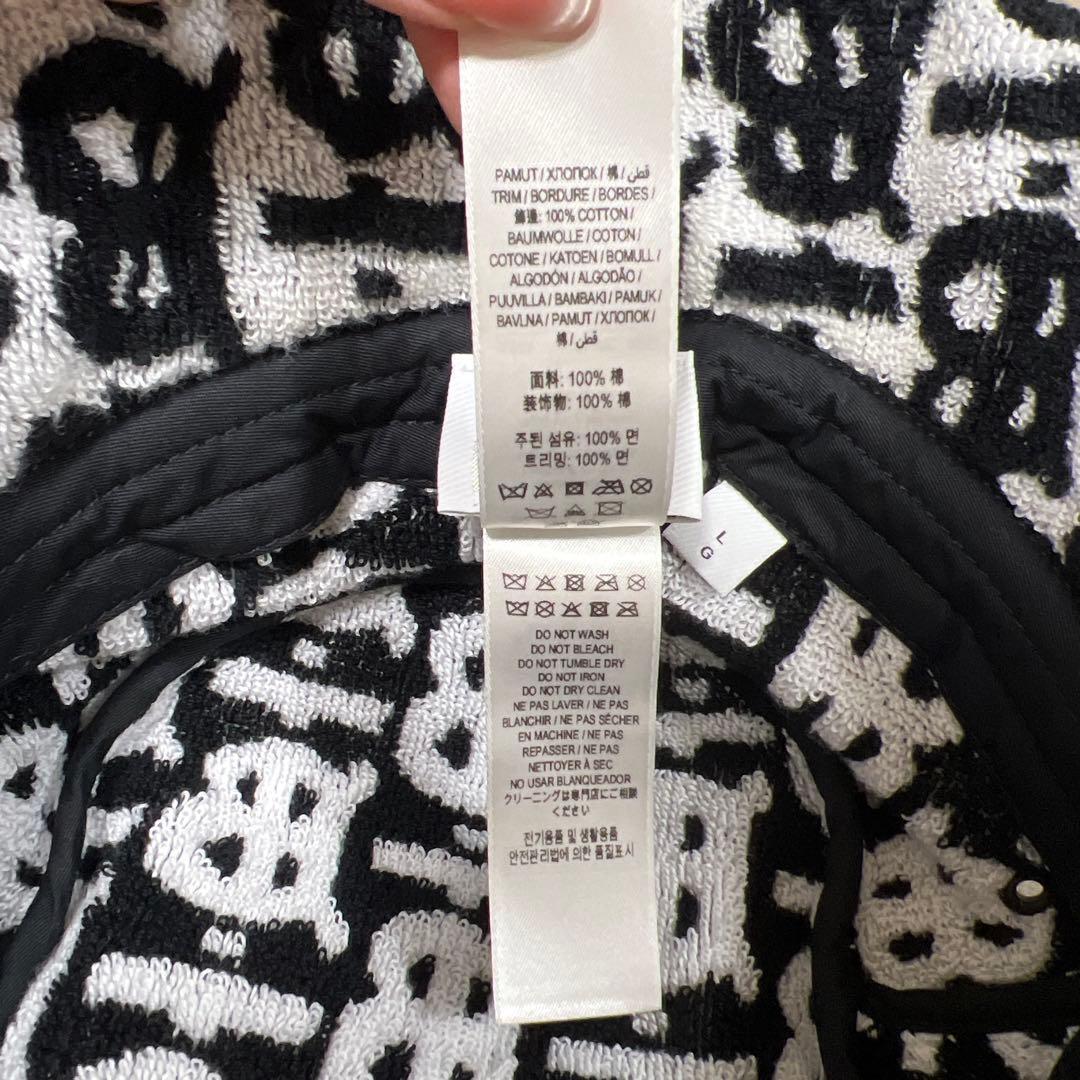 PAMUT / ХЛОПОК / 棉 / قطن
TRIM / BORDURE / BORDES /
飾邊: 100% COTTON /
BAUMWOLLE / COTON /
COTONE / KATOEN / BOMULL /
ALGODÓN / ALGODÃO /
PUUVILLA / BAMBAKI / PAMUK /
BAVLNA / PAMUT / ХЛОПОК /
棉 / قطن
面料: 100% 棉
装饰物: 100% 棉
주된 섬유: 100% 면
트리밍: 100% 면
L
G
DO NOT WASH
DO NOT BLEACH
DO NOT TUMBLE DRY
DO NOT IRON
DO NOT DRY CLEAN
NE PAS LAVER / NE PAS
BLANCHIR / NE PAS SÉCHER
EN MACHINE / NE PAS
REPASSER / NE PAS
NETTOYER À SEC
NO USAR BLANQUEADOR
クリーニングは専門店にご相談
ください
전기용품 및 생활용품
안전관리법에 의한 품질표시